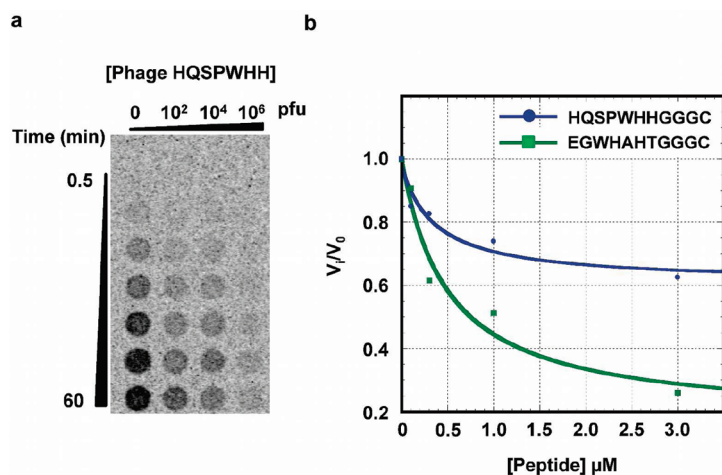 a
[Phage HQSPWHH]
0 10² 10⁴ 10⁶ pfu
Time (min)
0.5
60
b
HQSPWHHGGGC
EGWHAHTGGGC
1.0
0.8
0.6
0.4
0.2
Vᵢ/V₀
0 0.5 1.0 1.5 2.0 2.5 3.0
[Peptide] µM